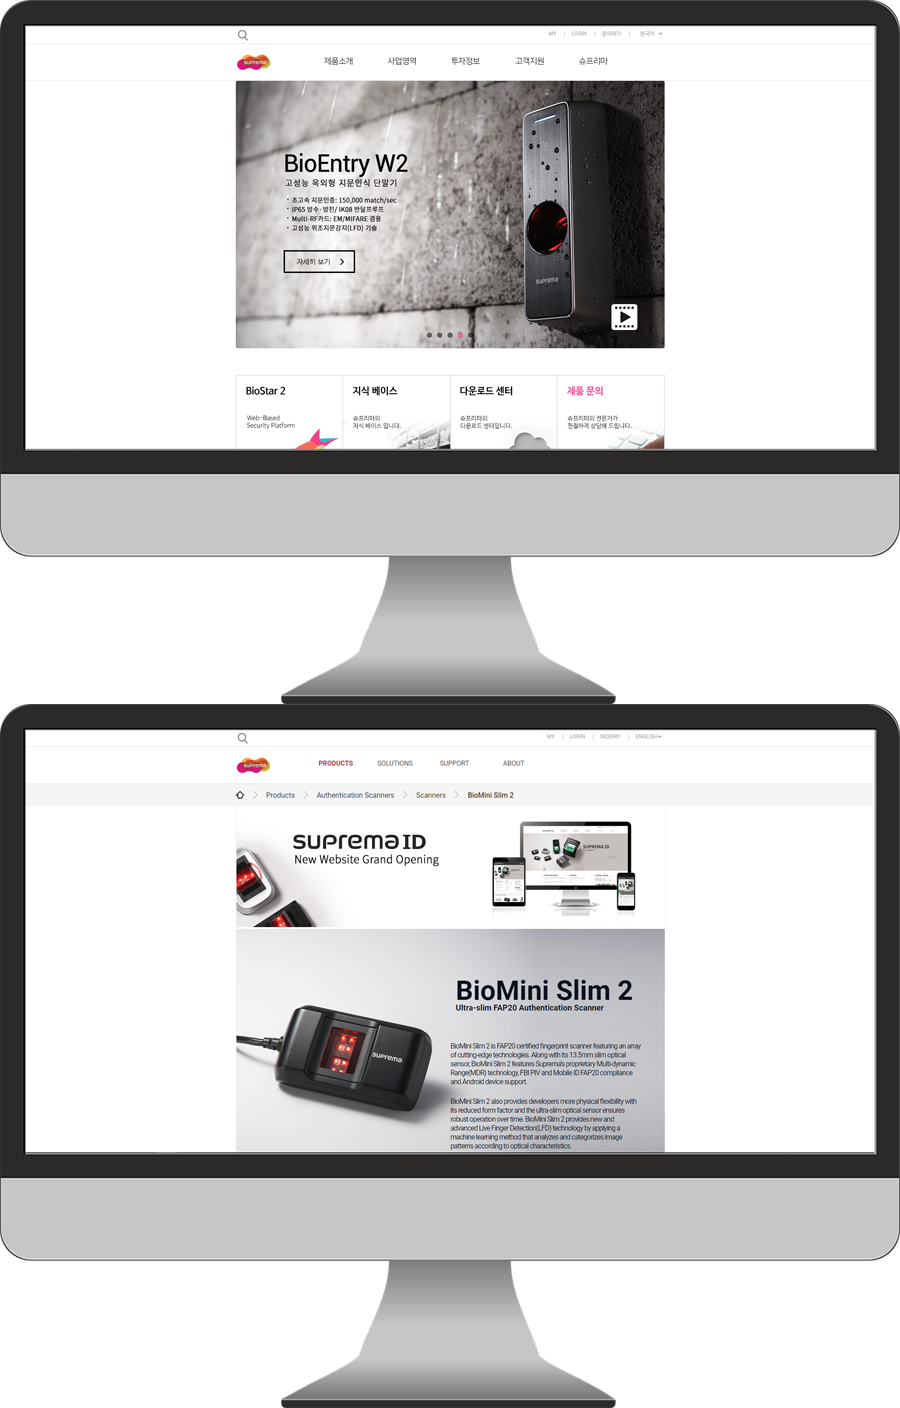 MY | LOGIN | 문의하기 | 한국어
suprema 제품소개 사업영역 투자정보 고객지원 슈프리마
BioEntry W2
고성능 옥외형 지문인식 단말기
· 초고속 지문인증: 150,000 match/sec
· IP65 방수·방진/ IK08 반달프루프
· Multi-RF카드: EM/MIFARE 겸용
· 고성능 위조지문감지(LFD) 기술
자세히 보기
suprema
BioStar 2 지식 베이스 다운로드 센터 제품 문의
Web-Based 슈프리마의 슈프리마의 슈프리마의 전문가가
Security Platform 지식 베이스 입니다. 다운로드 센터입니다. 친절하게 상담해 드립니다.
MY | LOGIN | INQUIRY | ENGLISH
suprema PRODUCTS SOLUTIONS SUPPORT ABOUT
Products Authentication Scanners Scanners BioMini Slim 2
suprema ID
New Website Grand Opening
SUPREMA ID
BioMini Slim 2
Ultra-slim FAP20 Authentication Scanner
suprema
BioMini Slim 2 is FAP20 certified fingerprint scanner featuring an array
of cutting-edge technologies. Along with its 13.5mm slim optical
sensor, BioMini Slim 2 features Suprema's proprietary Multi-dynamic
Range(MDR) technology, FBI PIV and Mobile ID FAP20 compliance
and Android device support.
BioMini Slim 2 also provides developers more physical flexibility with
its reduced form factor and the ultra-slim optical sensor ensures
robust operation over time. BioMini Slim 2 provides new and
advanced Live Finger Detection(LFD) technology by applying a
machine learning method that analyzes and categorizes image
patterns according to optical characteristics.